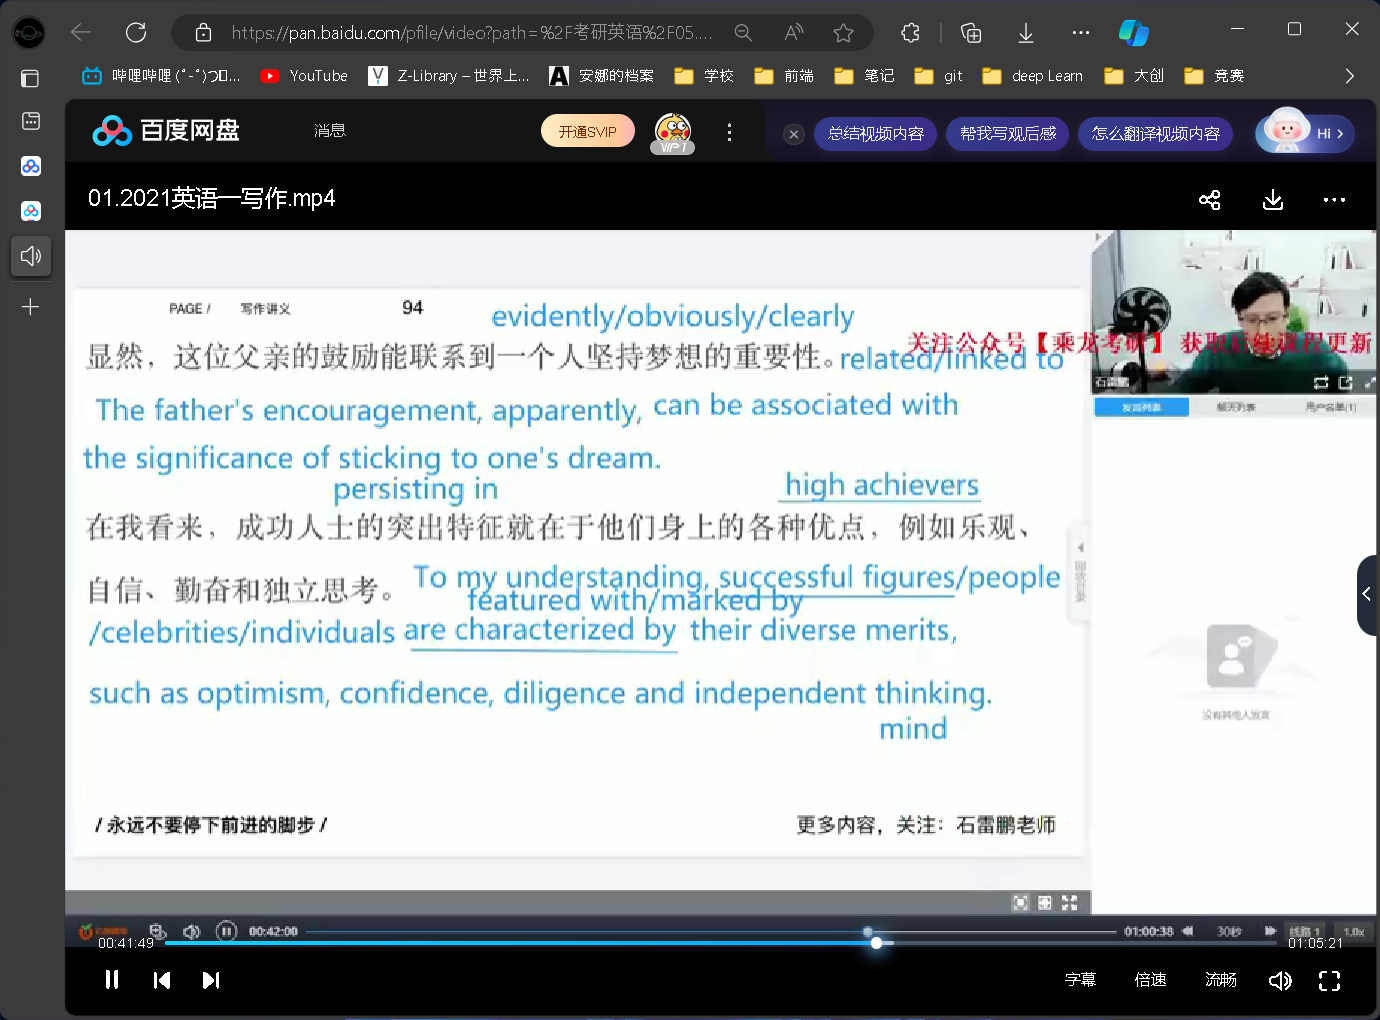 https://pan.baidu.com/pfile/video?path=%2F考研英语%2F05...
哔哩哔哩 (゜-゜)つロ...
YouTube
Z-Library – 世界上...
安娜的档案
学校
前端
笔记
git
deep Learn
大创
竞赛
百度网盘
消息
开通SVIP
VIP 1
总结视频内容
帮我写观后感
怎么翻译视频内容
Hi
01.2021英语一写作.mp4
PAGE / 写作讲义 94
evidently/obviously/clearly
显然，这位父亲的鼓励能联系到一个人坚持梦想的重要性。
related/linked to
The father's encouragement, apparently, can be associated with
the significance of sticking to one's dream.
persisting in
high achievers
在我看来，成功人士的突出特征就在于他们身上的各种优点，例如乐观、
自信、勤奋和独立思考。
To my understanding, successful figures/people
featured with/marked by
/celebrities/individuals are characterized by their diverse merits,
such as optimism, confidence, diligence and independent thinking.
mind
/ 永远不要停下前进的脚步 /
更多内容，关注：石雷鹏老师
关注公众号【乘龙考研】 获取后续课程更新
石雷鹏
发言列表
聊天列表
用户名单(1)
没有其他人发言
00:42:00
01:00:38
30秒
线路 1
1.0x
00:41:49
01:05:21
字幕
倍速
流畅